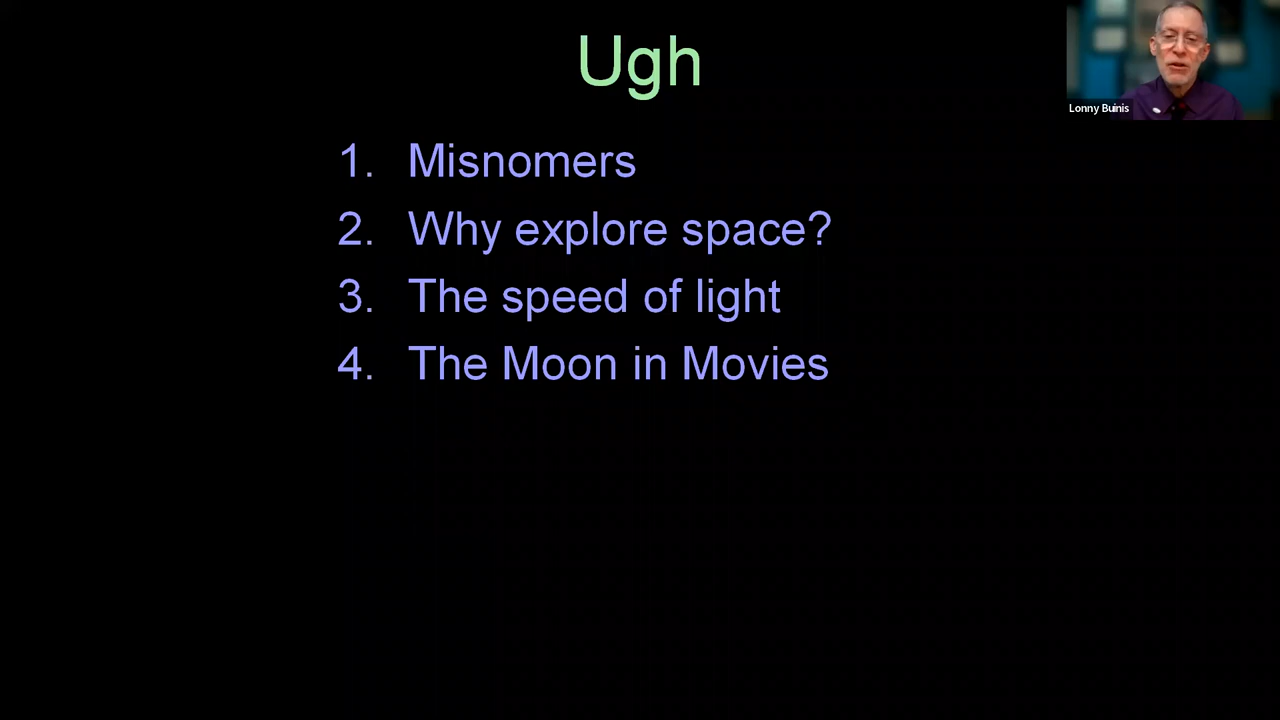 Ugh
1. Misnomers
2. Why explore space?
3. The speed of light
4. The Moon in Movies
Lonny Buinis